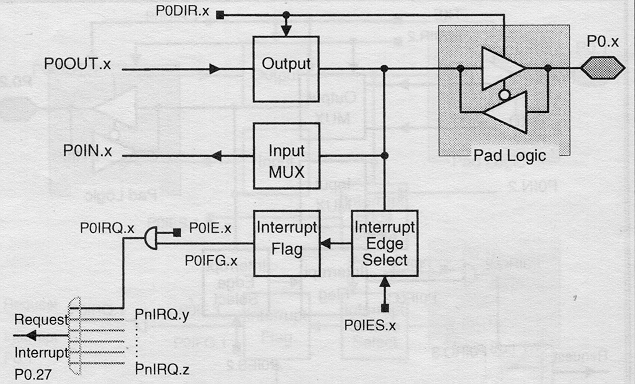 P0DIR.x
P0.x
P0OUT.x
Output
Pad Logic
P0IN.x
Input
MUX
P0IRQ.x
P0IE.x
Interrupt
Flag
Interrupt
Edge
Select
P0IFG.x
P0IES.x
Request
PnIRQ.y
Interrupt
P0.27
PnIRQ.z